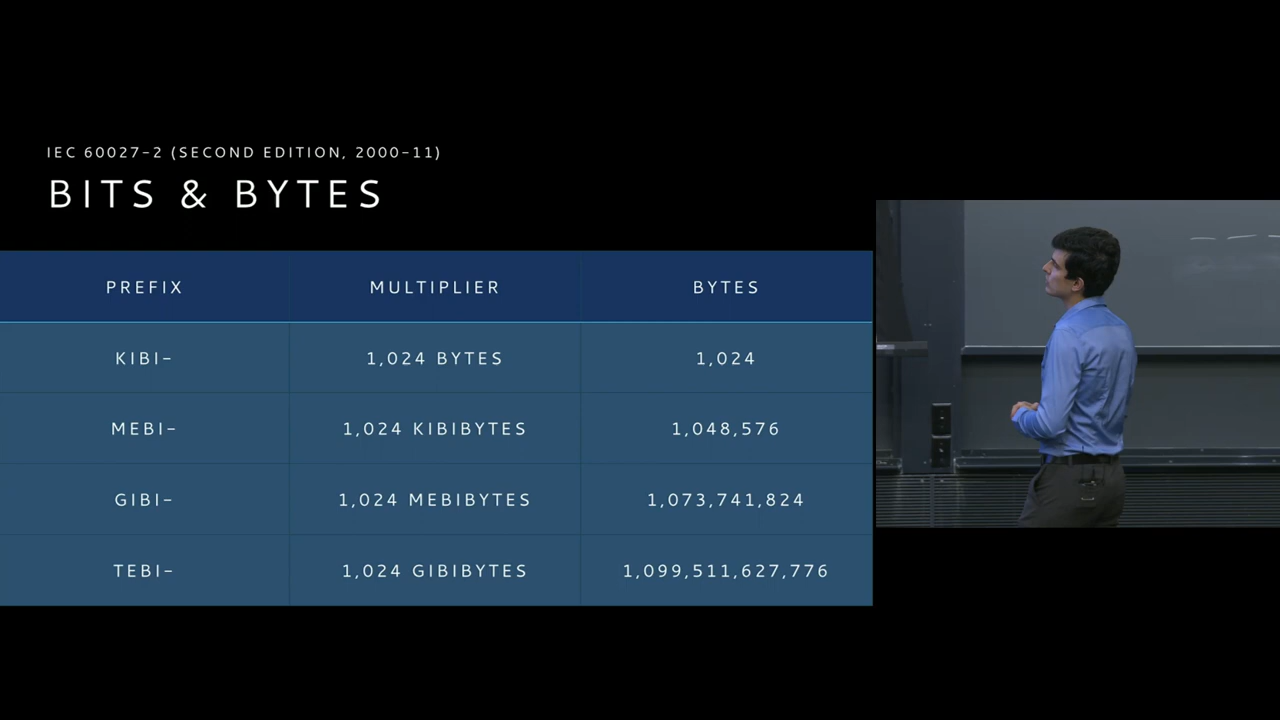 IEC 60027-2 (SECOND EDITION, 2000-11)
BITS & BYTES
PREFIX MULTIPLIER BYTES
KIBI- 1,024 BYTES 1,024
MEBI- 1,024 KIBIBYTES 1,048,576
GIBI- 1,024 MEBIBYTES 1,073,741,824
TEBI- 1,024 GIBIBYTES 1,099,511,627,776